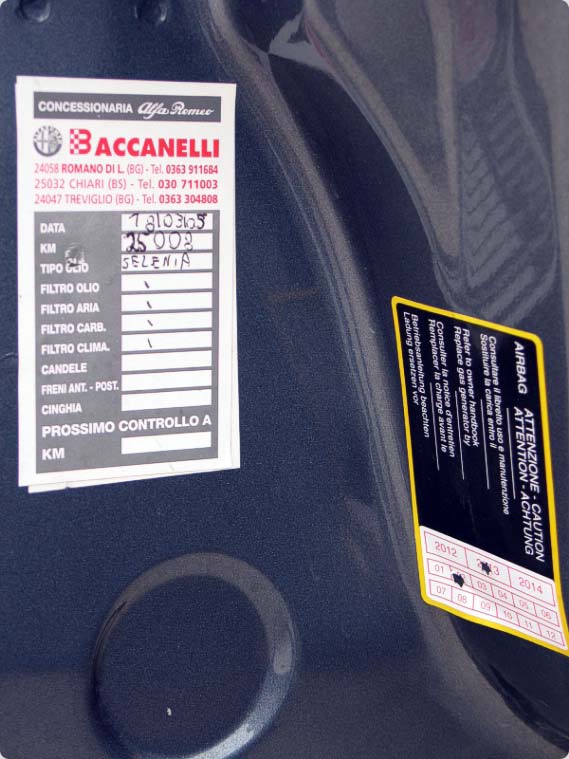 CONCESSIONARIA Alfa Romeo
BACCANELLI
24058 ROMANO DI L. (BG) - Tel. 0363 911684
25032 CHIARI (BS) - Tel. 030 711003
24047 TREVIGLIO (BG) - Tel. 0363 304808
DATA
KM 25008
TIPO OLIO SELENIA
FILTRO OLIO
FILTRO ARIA
FILTRO CARB.
FILTRO CLIMA.
CANDELE
FRENI ANT. - POST.
CINGHIA
PROSSIMO CONTROLLO A
KM
AIRBAG ATTENZIONE - CAUTION
ATTENTION - ACHTUNG
Consultare il libretto uso e manutenzione
Sostituire la carica entro il
Refer to owner handbook
Replace gas generator by
Consulter la notice d'entretien
Remplacer la charge avant le
Betriebsanleitung beachten
Ladung ersetzen vor
2012 2013 2014
01 02 03 04 05 06
07 08 09 10 11 12